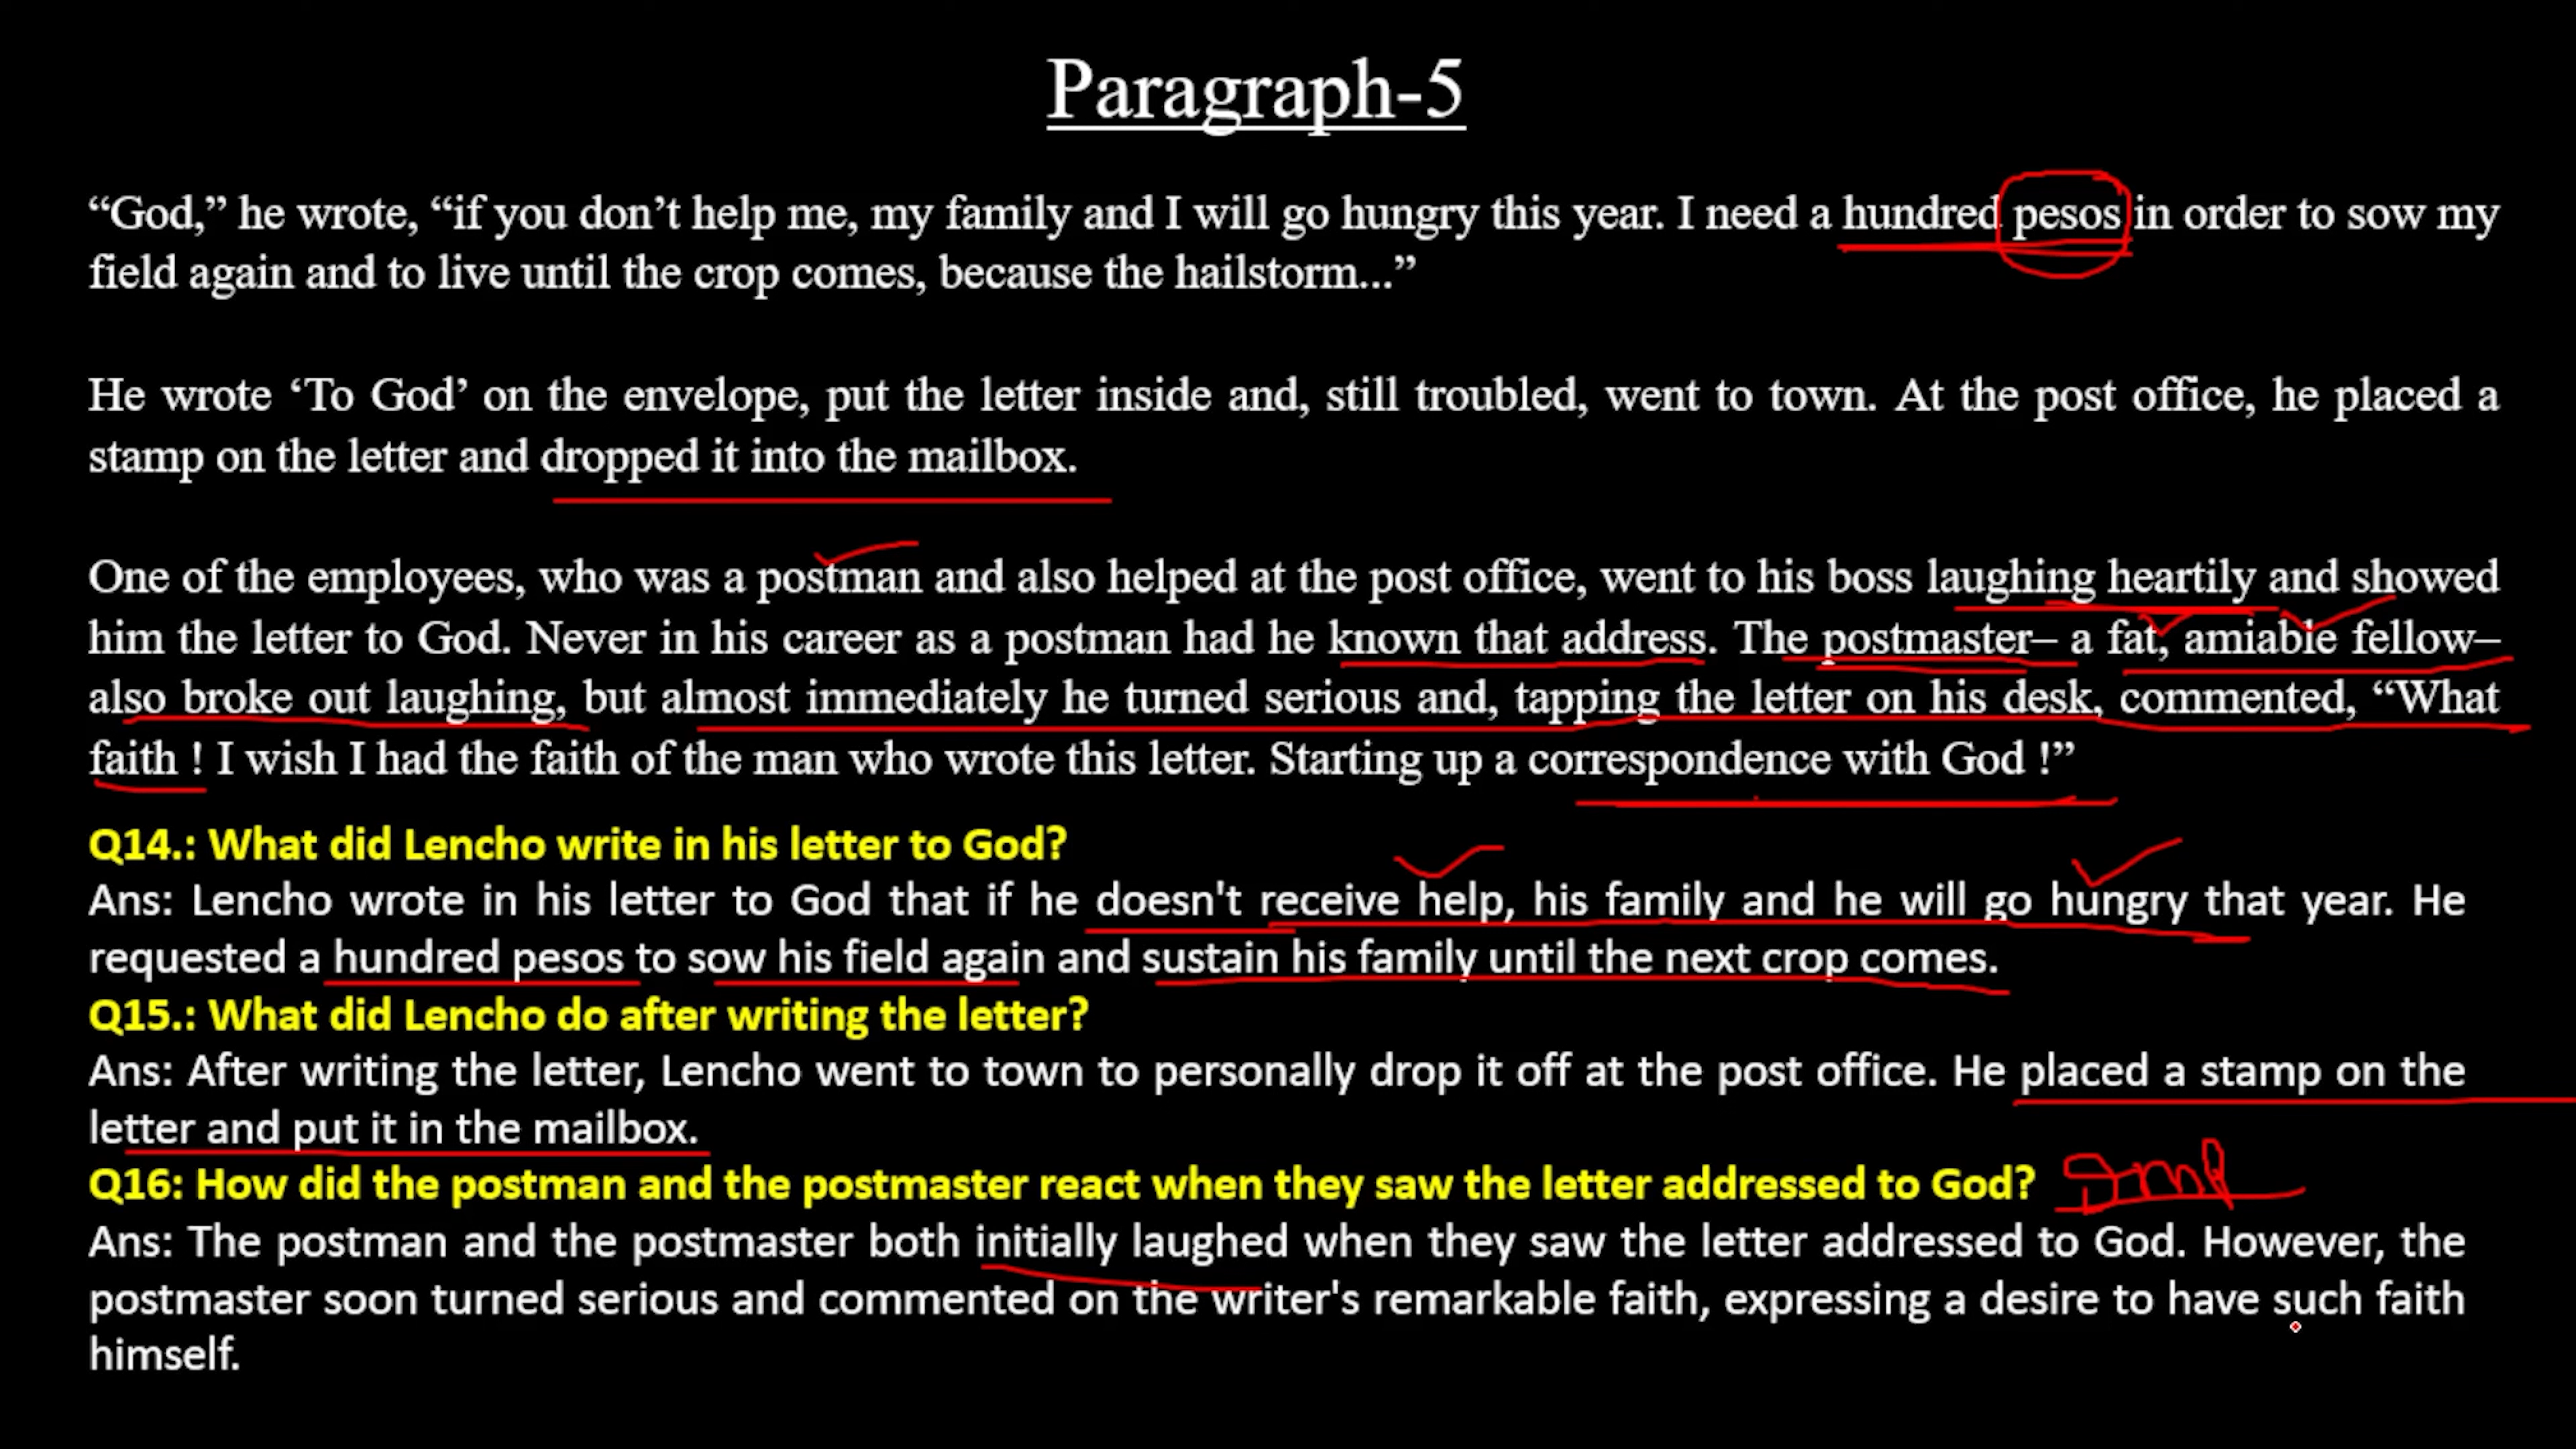 Paragraph-5
“God,” he wrote, “if you don’t help me, my family and I will go hungry this year. I need a hundred pesos in order to sow my
field again and to live until the crop comes, because the hailstorm...”
He wrote ‘To God’ on the envelope, put the letter inside and, still troubled, went to town. At the post office, he placed a
stamp on the letter and dropped it into the mailbox.
One of the employees, who was a postman and also helped at the post office, went to his boss laughing heartily and showed
him the letter to God. Never in his career as a postman had he known that address. The postmaster– a fat, amiable fellow–
also broke out laughing, but almost immediately he turned serious and, tapping the letter on his desk, commented, “What
faith ! I wish I had the faith of the man who wrote this letter. Starting up a correspondence with God !”
Q14.: What did Lencho write in his letter to God?
Ans: Lencho wrote in his letter to God that if he doesn't receive help, his family and he will go hungry that year. He
requested a hundred pesos to sow his field again and sustain his family until the next crop comes.
Q15.: What did Lencho do after writing the letter?
Ans: After writing the letter, Lencho went to town to personally drop it off at the post office. He placed a stamp on the
letter and put it in the mailbox.
Q16: How did the postman and the postmaster react when they saw the letter addressed to God? Imp
Ans: The postman and the postmaster both initially laughed when they saw the letter addressed to God. However, the
postmaster soon turned serious and commented on the writer's remarkable faith, expressing a desire to have such faith
himself.